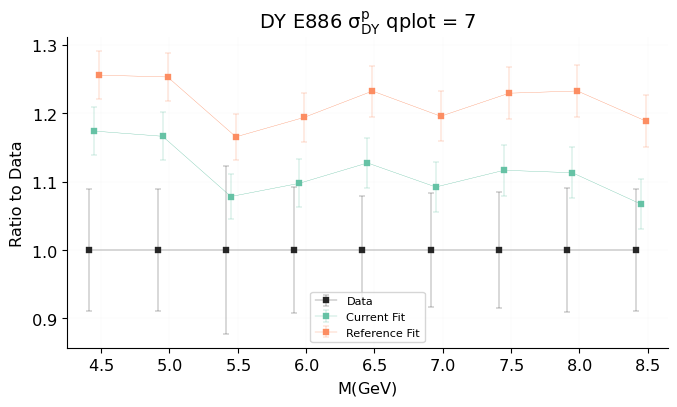 DY E886 σ^p_DY qplot = 7
Ratio to Data
1.3
1.2
1.1
1.0
0.9
Data
Current Fit
Reference Fit
4.5 5.0 5.5 6.0 6.5 7.0 7.5 8.0 8.5
M(GeV)